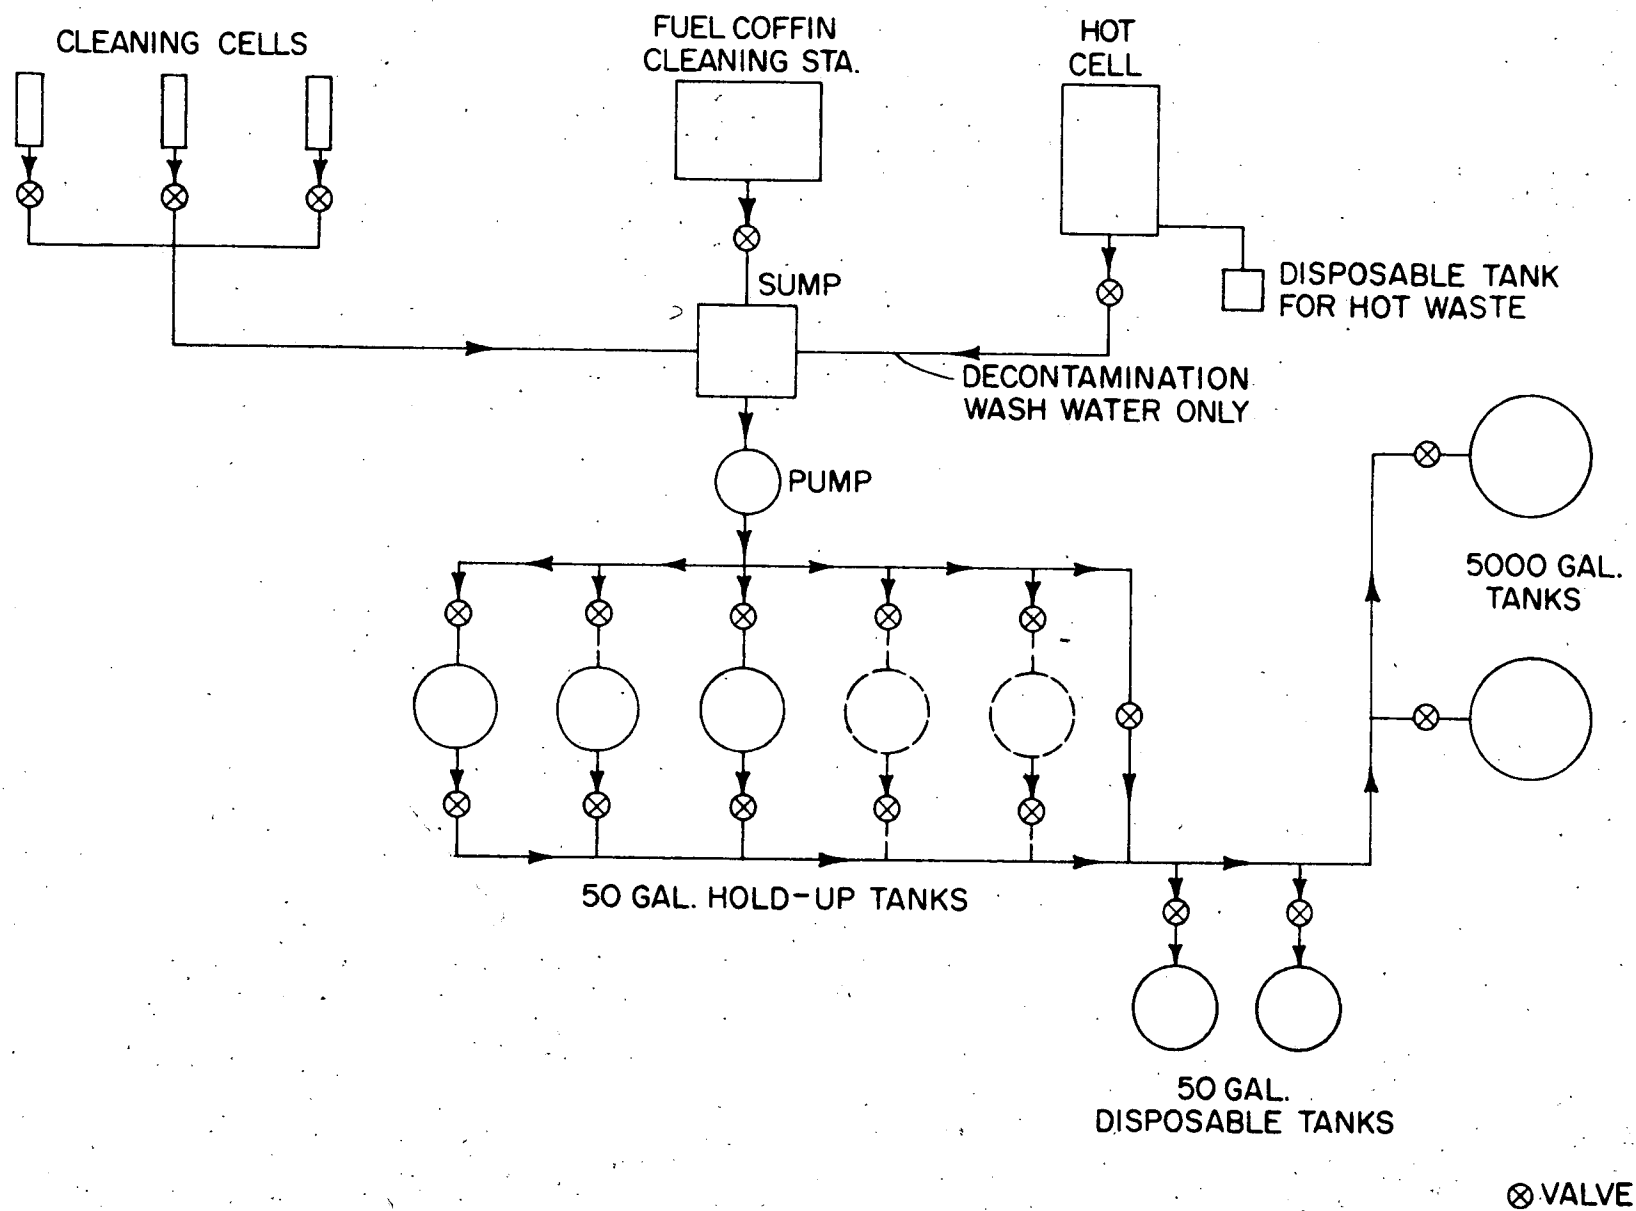 CLEANING CELLS
FUEL COFFIN
CLEANING STA.
HOT
CELL
SUMP
DISPOSABLE TANK
FOR HOT WASTE
DECONTAMINATION
WASH WATER ONLY
PUMP
5000 GAL.
TANKS
50 GAL. HOLD-UP TANKS
50 GAL.
DISPOSABLE TANKS
VALVE